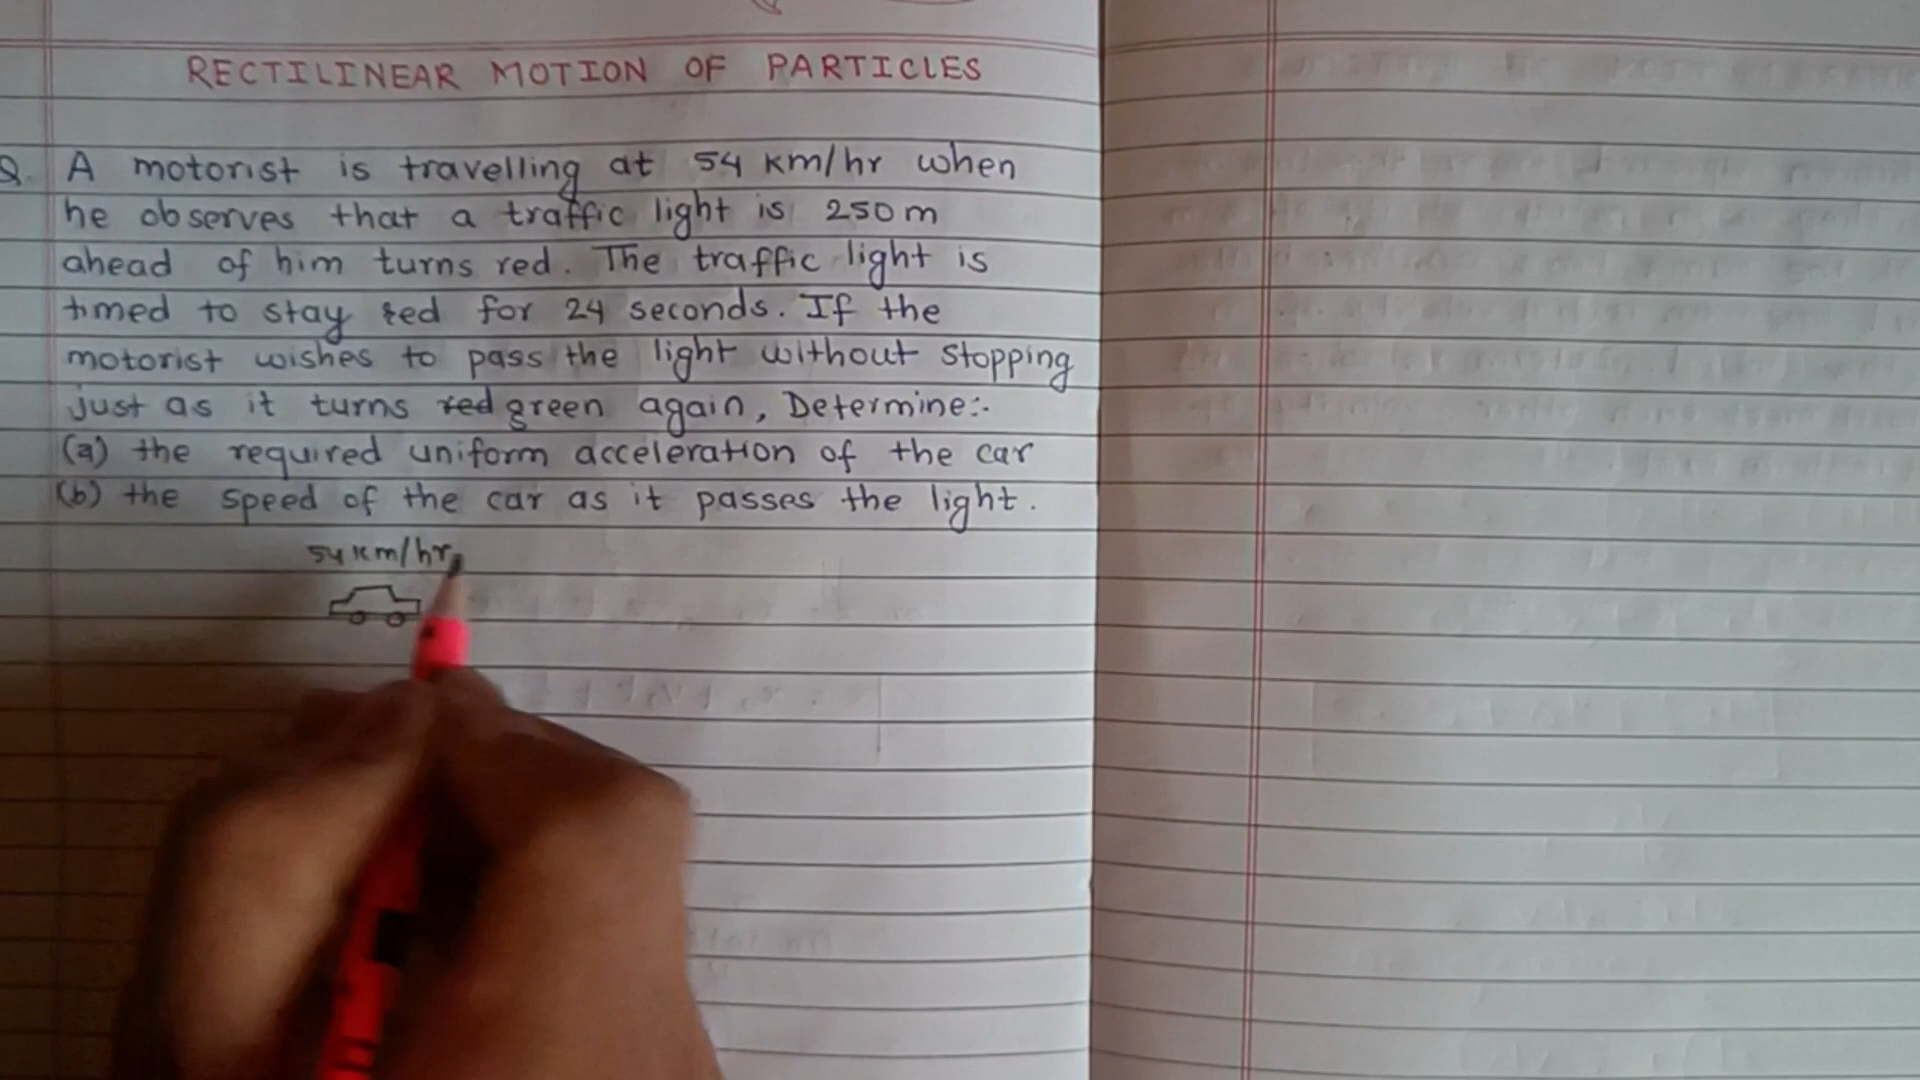 RECTILINEAR MOTION OF PARTICLES
Q. A motorist is travelling at 54 km/hr when
he observes that a traffic light is 250m
ahead of him turns red. The traffic light is
timed to stay red for 24 seconds. If the
motorist wishes to pass the light without stopping
just as it turns red green again, Determine:-
(a) the required uniform acceleration of the car
(b) the speed of the car as it passes the light.
54 km/hr